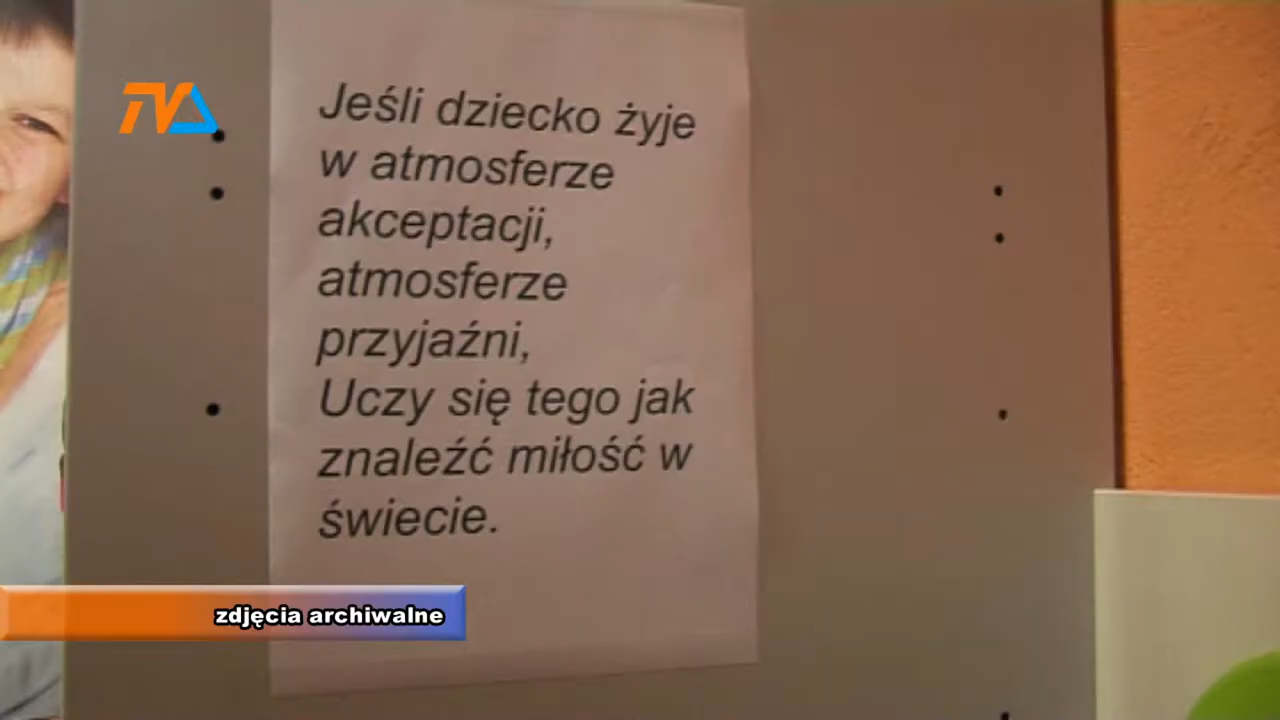 TVA
Jeśli dziecko żyje
w atmosferze
akceptacji,
atmosferze
przyjaźni,
Uczy się tego jak
znaleźć miłość w
świecie.
zdjęcia archiwalne